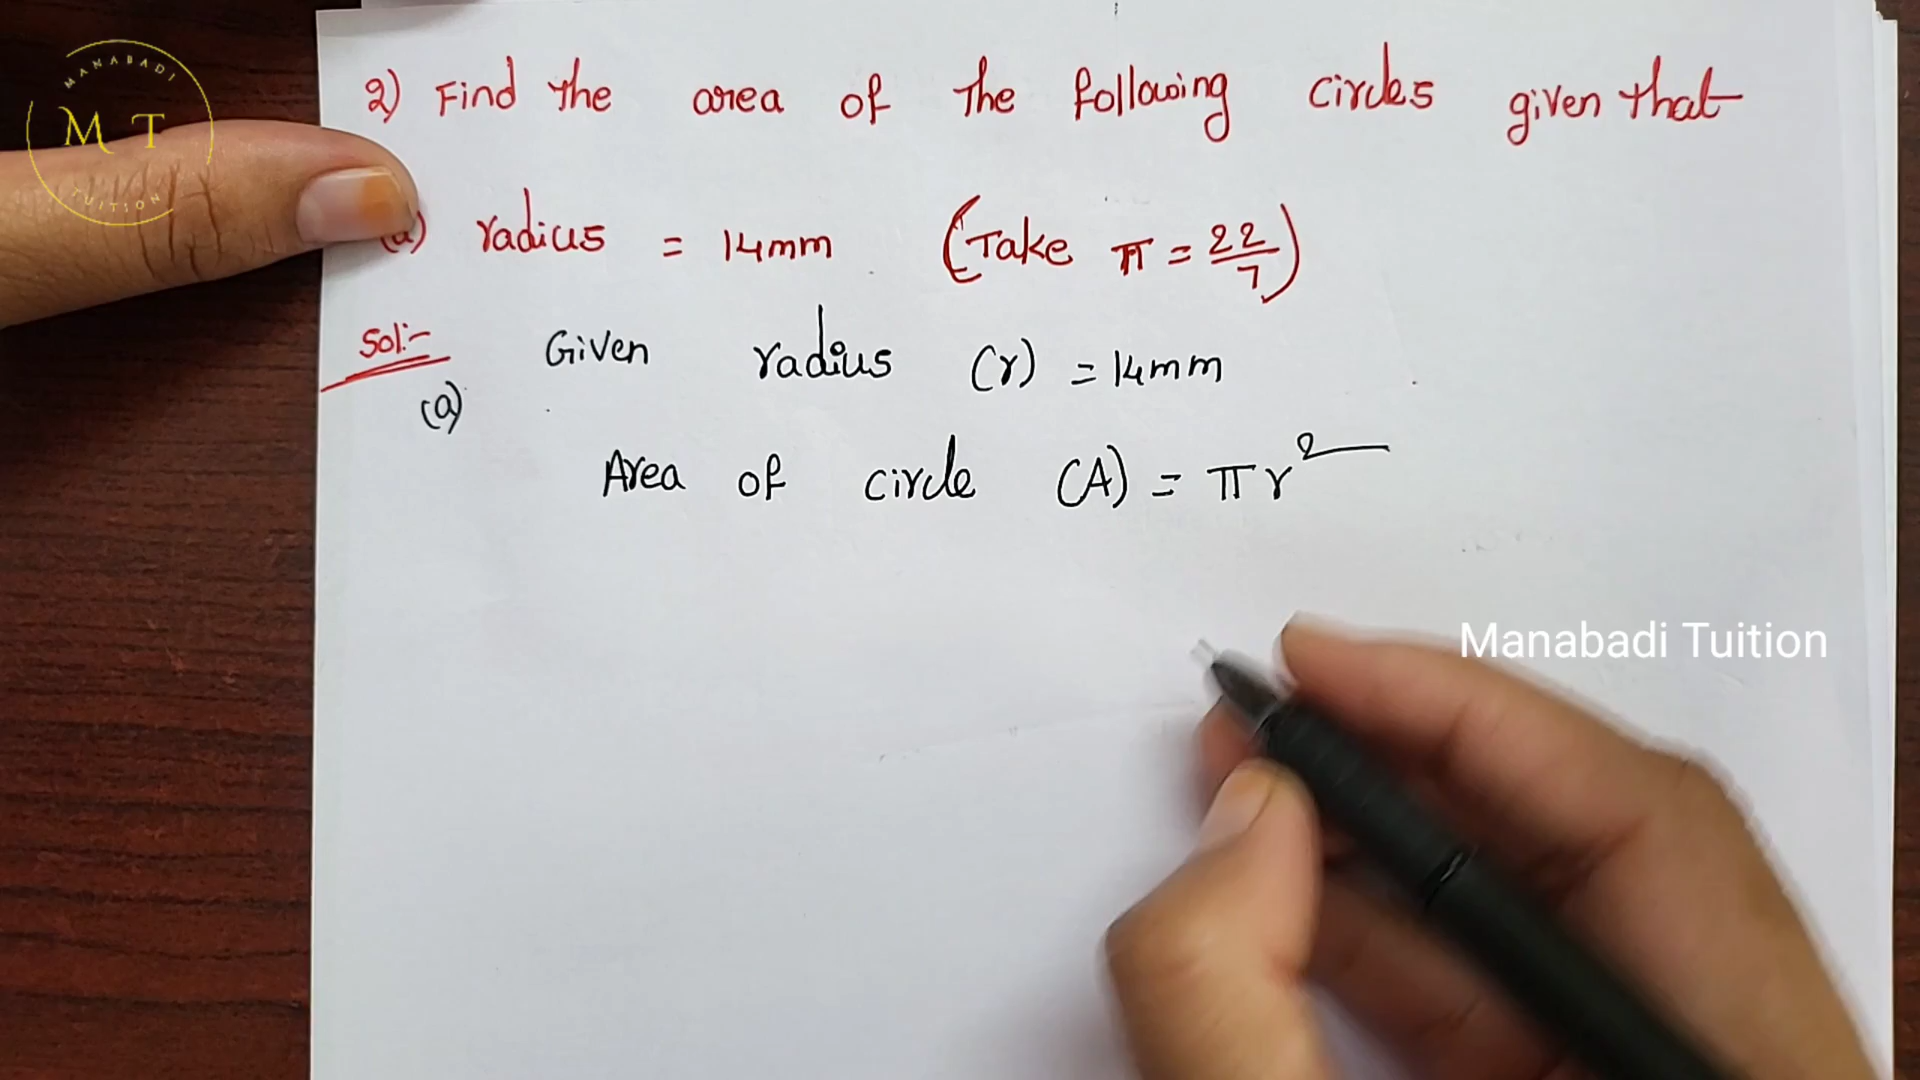 MANABADI
M T
TUITION
2) Find the area of the following circles given that
(a) radius = 14mm (Take π = 22/7)
Sol:-
Given radius (r) = 14mm
(a)
Area of circle (A) = πr²
Manabadi Tuition